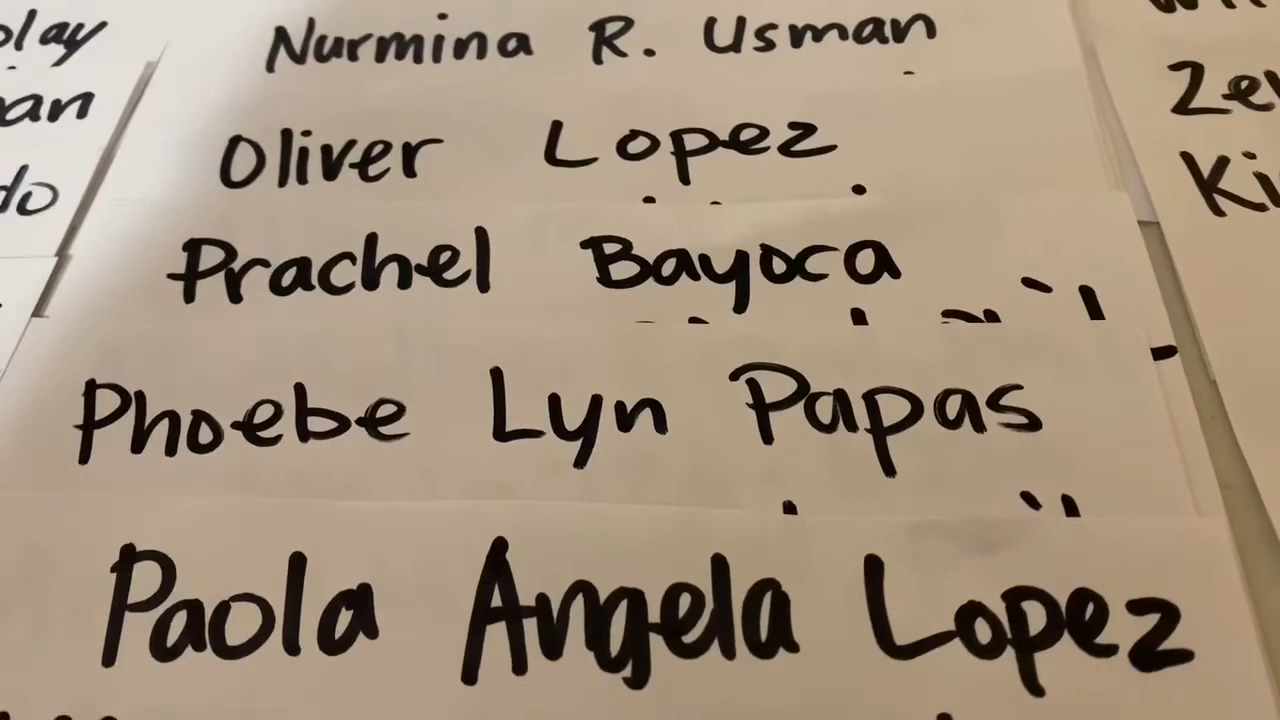 Nurmina R. Usman
Oliver Lopez
Prachel Bayoca
Phoebe Lyn Papas
Paola Angela Lopez